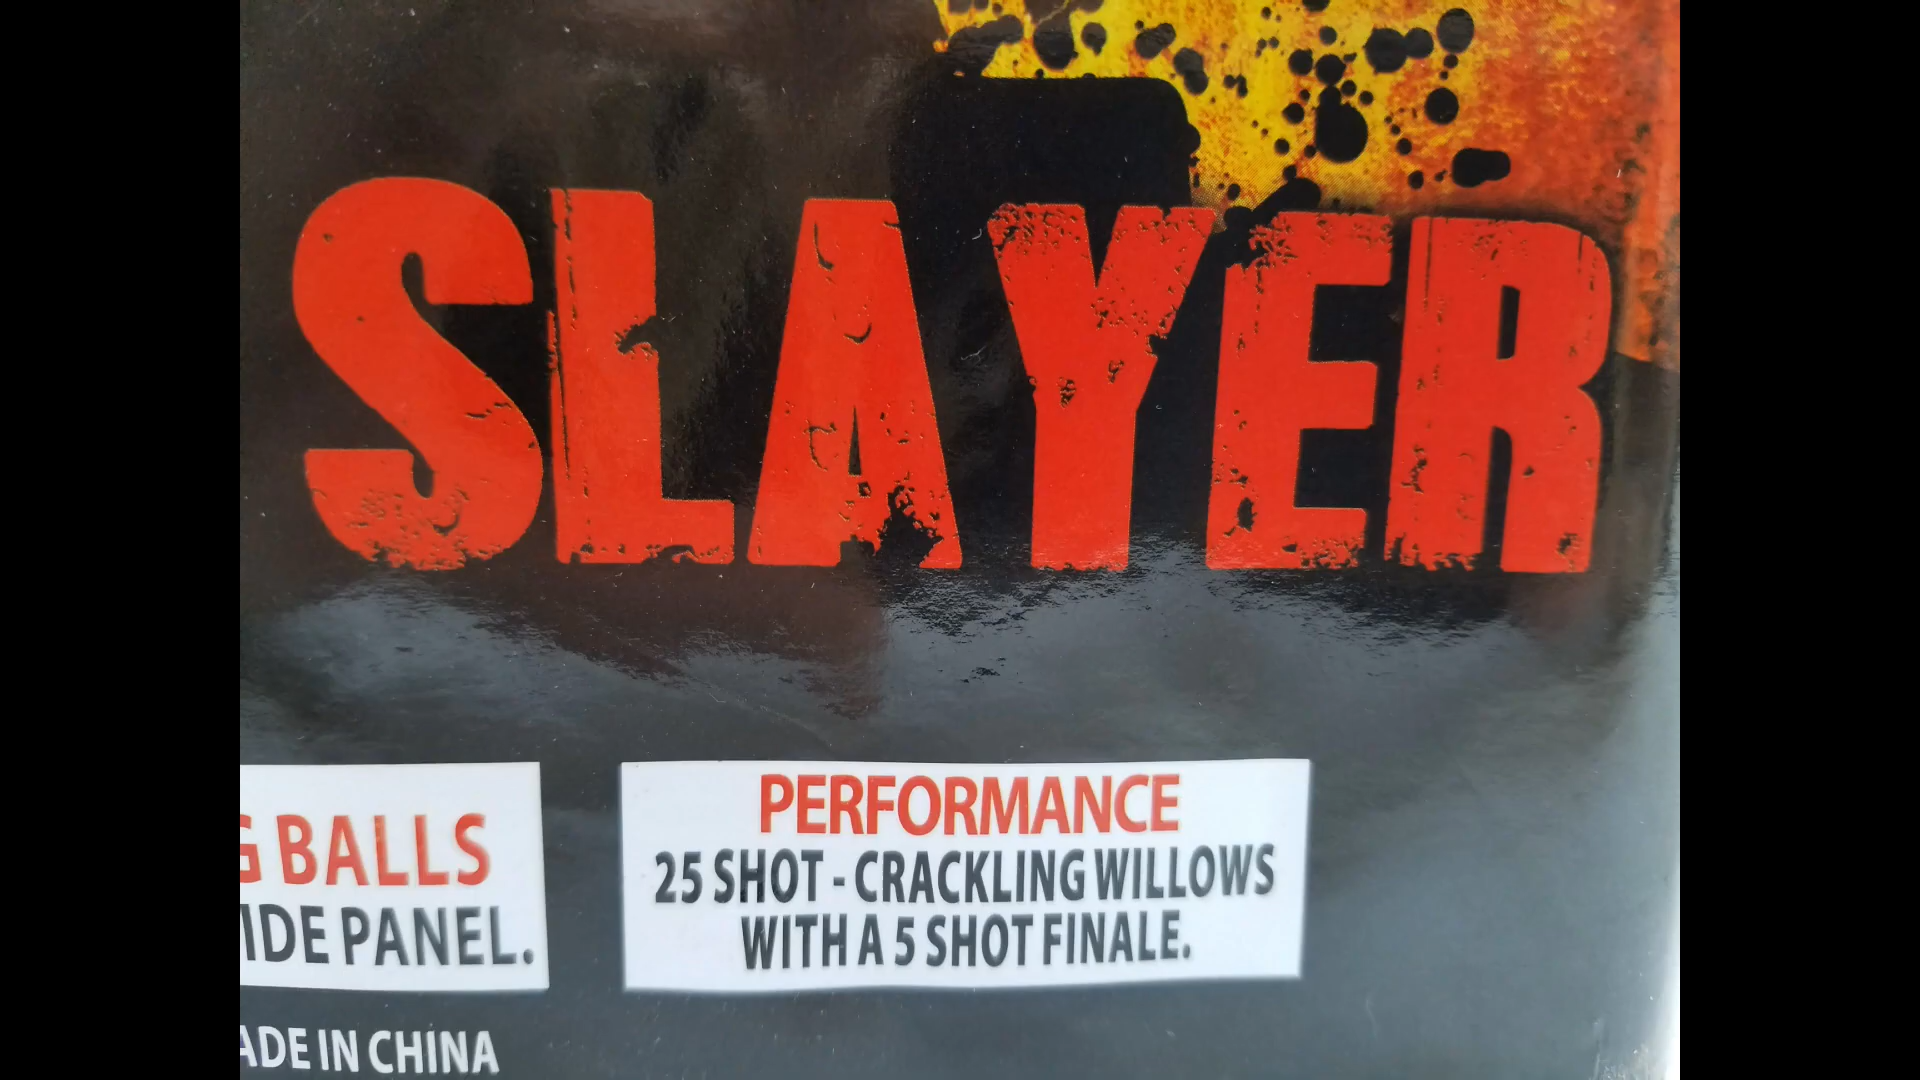 SLAYER
G BALLS
IDE PANEL.
PERFORMANCE
25 SHOT - CRACKLING WILLOWS
WITH A 5 SHOT FINALE.
ADE IN CHINA